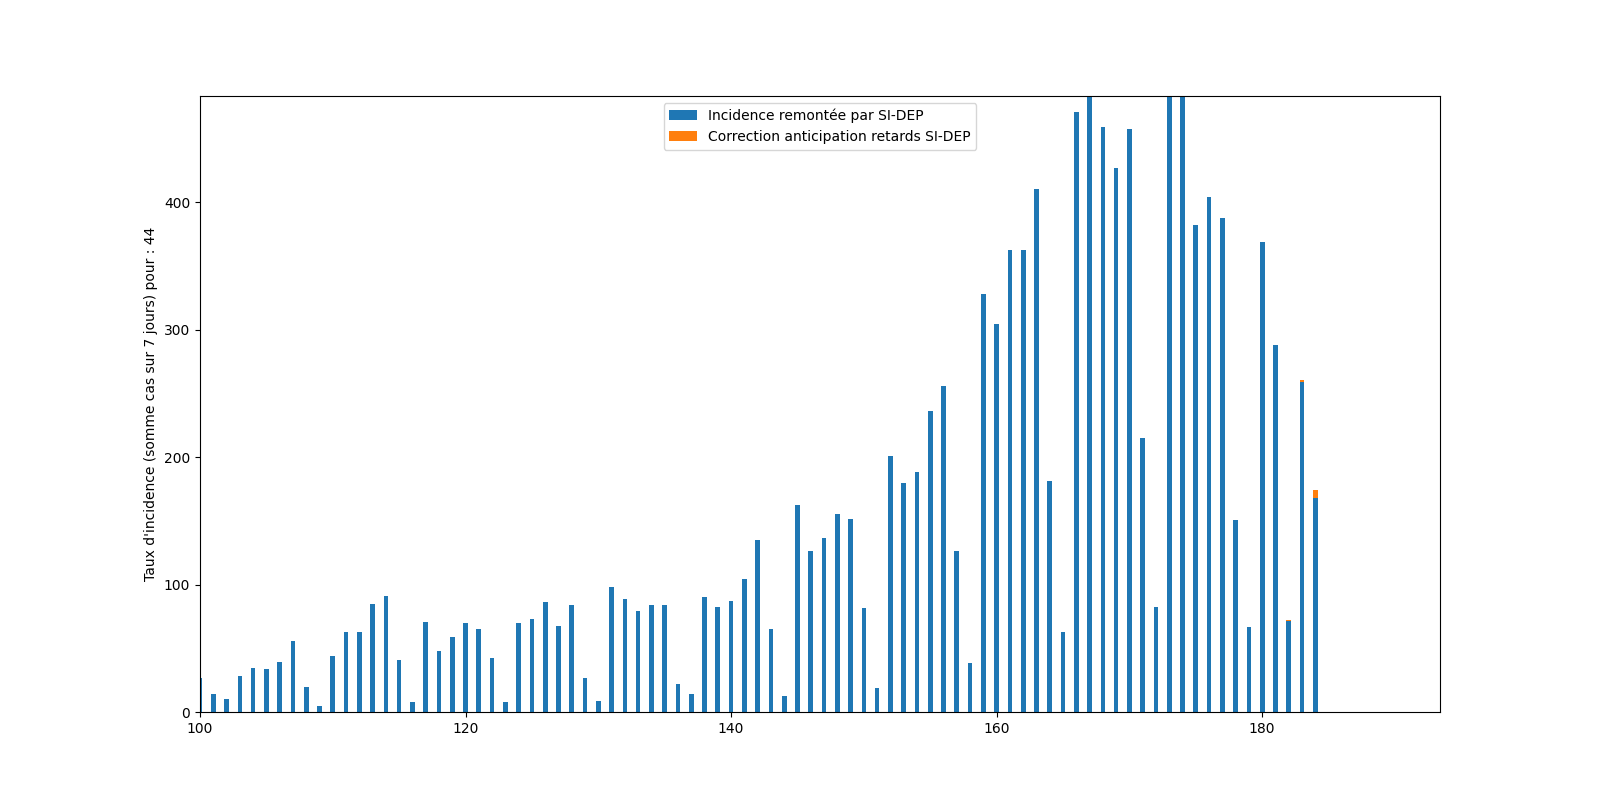 Incidence remontée par SI-DEP
Correction anticipation retards SI-DEP
Taux d'incidence (somme cas sur 7 jours) pour : 44
400
300
200
100
0
100 120 140 160 180